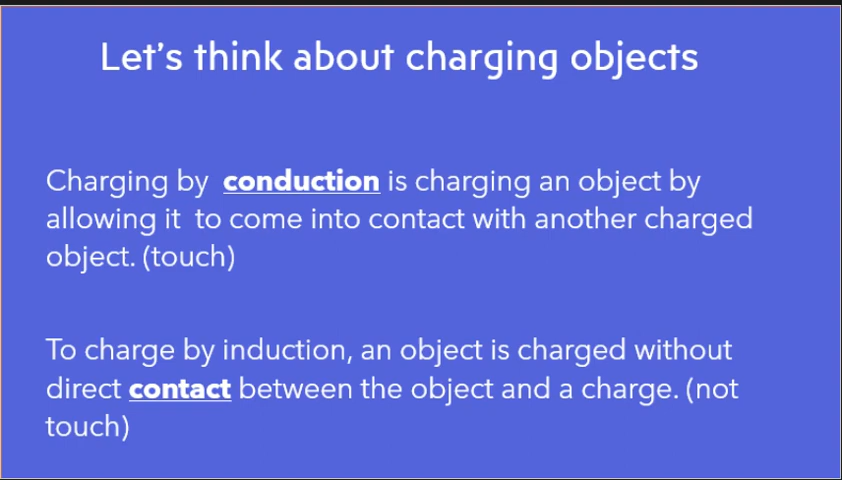 Let's think about charging objects
Charging by conduction is charging an object by
allowing it to come into contact with another charged
object. (touch)
To charge by induction, an object is charged without
direct contact between the object and a charge. (not
touch)